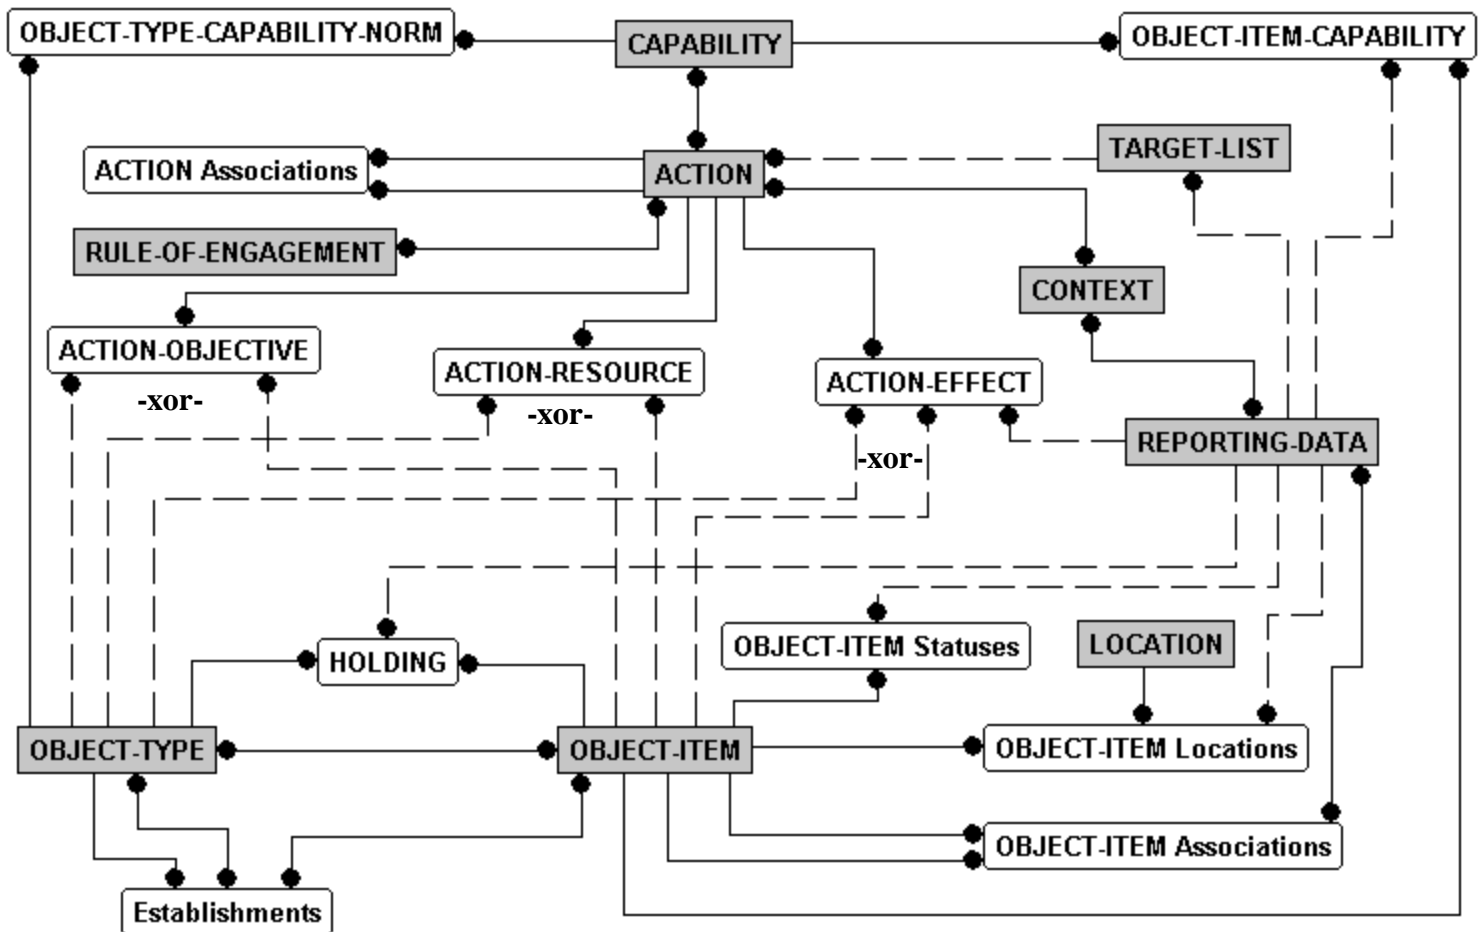 OBJECT-TYPE-CAPABILITY-NORM
CAPABILITY
OBJECT-ITEM-CAPABILITY
TARGET-LIST
ACTION Associations
ACTION
RULE-OF-ENGAGEMENT
CONTEXT
ACTION-OBJECTIVE
ACTION-RESOURCE
ACTION-EFFECT
-xor-
-xor-
REPORTING-DATA
-xor-
OBJECT-ITEM Statuses
LOCATION
HOLDING
OBJECT-TYPE
OBJECT-ITEM
OBJECT-ITEM Locations
OBJECT-ITEM Associations
Establishments